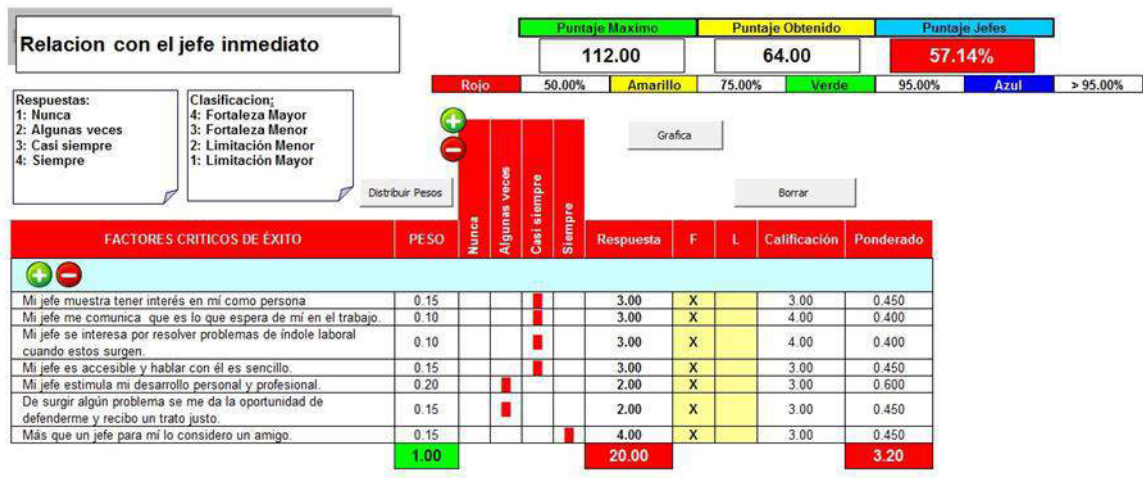 Relacion con el jefe inmediato
Puntaje Maximo Puntaje Obtenido Puntaje Jefes
112.00 64.00 57.14%
Rojo 50.00% Amarillo 75.00% Verde 95.00% Azul > 95.00%
Respuestas:
1: Nunca
2: Algunas veces
3: Casi siempre
4: Siempre
Clasificacion:
4: Fortaleza Mayor
3: Fortaleza Menor
2: Limitación Menor
1: Limitación Mayor
Grafica
Distribuir Pesos
Borrar
FACTORES CRITICOS DE ÉXITO PESO Nunca Algunas veces Casi siempre Siempre Respuesta F L Calificación Ponderado
Mi jefe muestra tener interés en mí como persona 0.15 3.00 X 3.00 0.450
Mi jefe me comunica que es lo que espera de mí en el trabajo. 0.10 3.00 X 4.00 0.400
Mi jefe se interesa por resolver problemas de índole laboral
cuando estos surgen. 0.10 3.00 X 4.00 0.400
Mi jefe es accesible y hablar con él es sencillo. 0.15 3.00 X 3.00 0.450
Mi jefe estimula mi desarrollo personal y profesional. 0.20 2.00 X 3.00 0.600
De surgir algún problema se me da la oportunidad de
defenderme y recibo un trato justo. 0.15 2.00 X 3.00 0.450
Más que un jefe para mí lo considero un amigo. 0.15 4.00 X 3.00 0.450
1.00 20.00 3.20